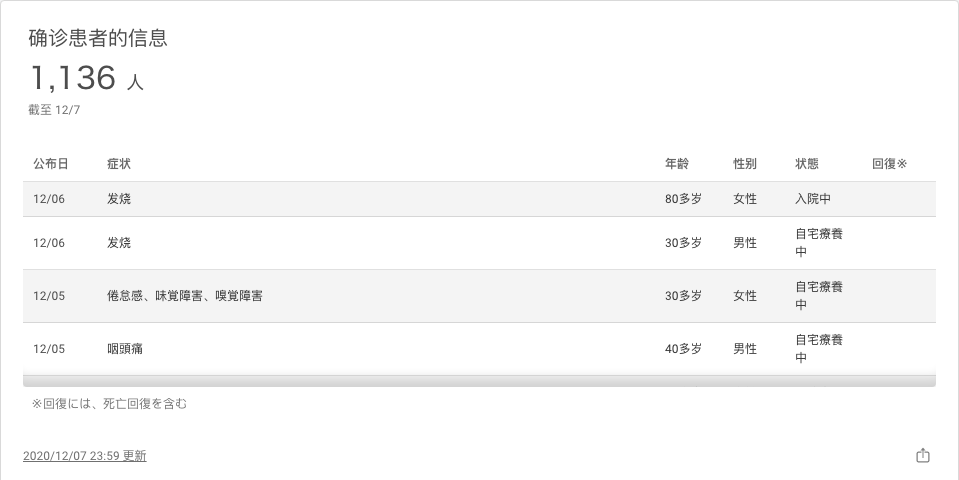 确诊患者的信息
1,136 人
截至 12/7
公布日 症状 年龄 性别 状態 回復※
12/06 发烧 80多岁 女性 入院中
12/06 发烧 30多岁 男性 自宅療養
中
12/05 倦怠感、味覚障害、嗅覚障害 30多岁 女性 自宅療養
中
12/05 咽頭痛 40多岁 男性 自宅療養
中
※回復には、死亡回復を含む
2020/12/07 23:59 更新